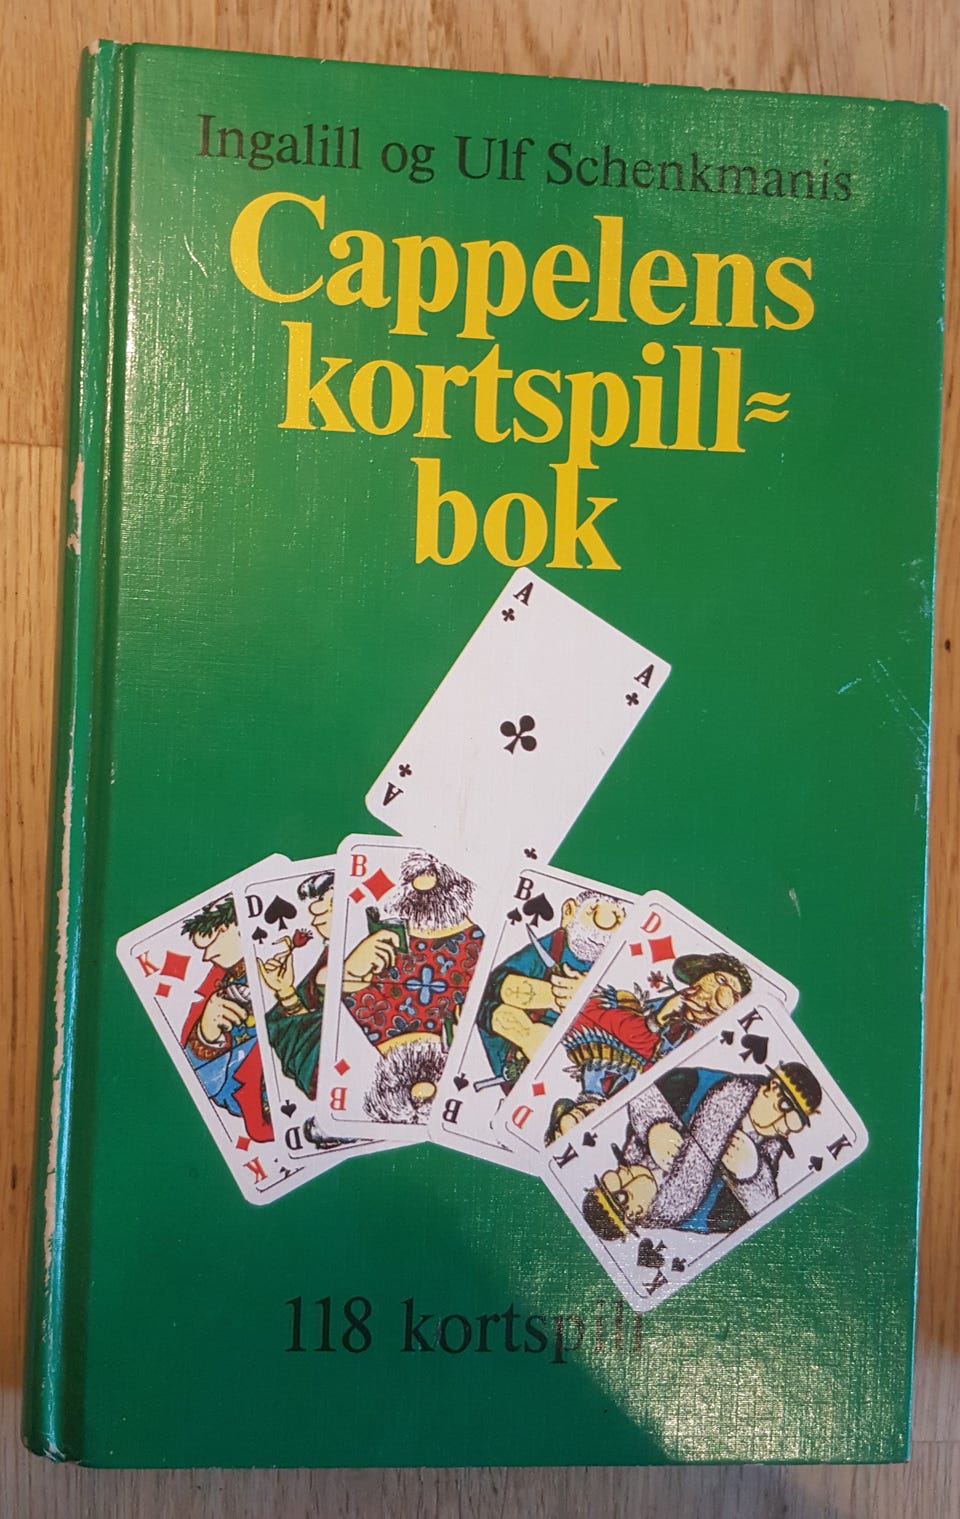 Ingalill og Ulf Schenkmanis
Cappelens
kortspill=
bok
A
A
A
K
D
B
B
D
K
K
D
B
B
D
K
K
K
118 kortspill